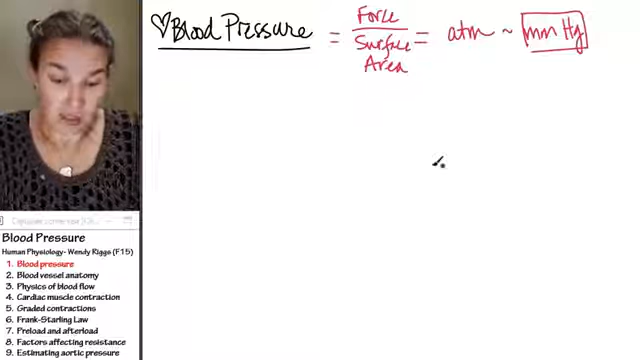 ♡Blood Pressure = Force / Surface Area = atm ~ mm Hg
Blood Pressure
Human Physiology- Wendy Riggs (F15)
1. Blood pressure
2. Blood vessel anatomy
3. Physics of blood flow
4. Cardiac muscle contraction
5. Graded contractions
6. Frank-Starling Law
7. Preload and afterload
8. Factors affecting resistance
9. Estimating aortic pressure